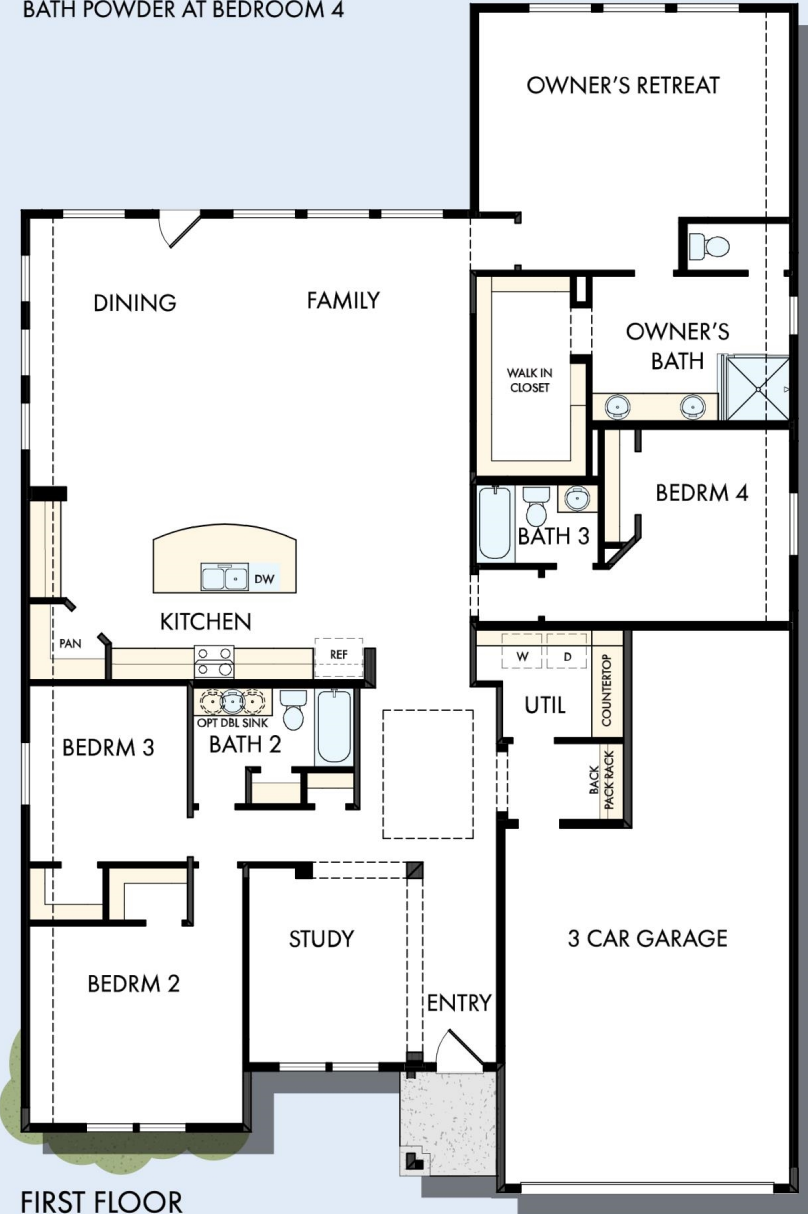 BATH POWDER AT BEDROOM 4
OWNER'S RETREAT
DINING
FAMILY
OWNER'S
BATH
WALK IN
CLOSET
BEDRM 4
BATH 3
DW
KITCHEN
PAN
REF
W
D
COUNTERTOP
UTIL
OPT DBL SINK
BATH 2
BEDRM 3
BACK
PACK RACK
STUDY
3 CAR GARAGE
BEDRM 2
ENTRY
FIRST FLOOR